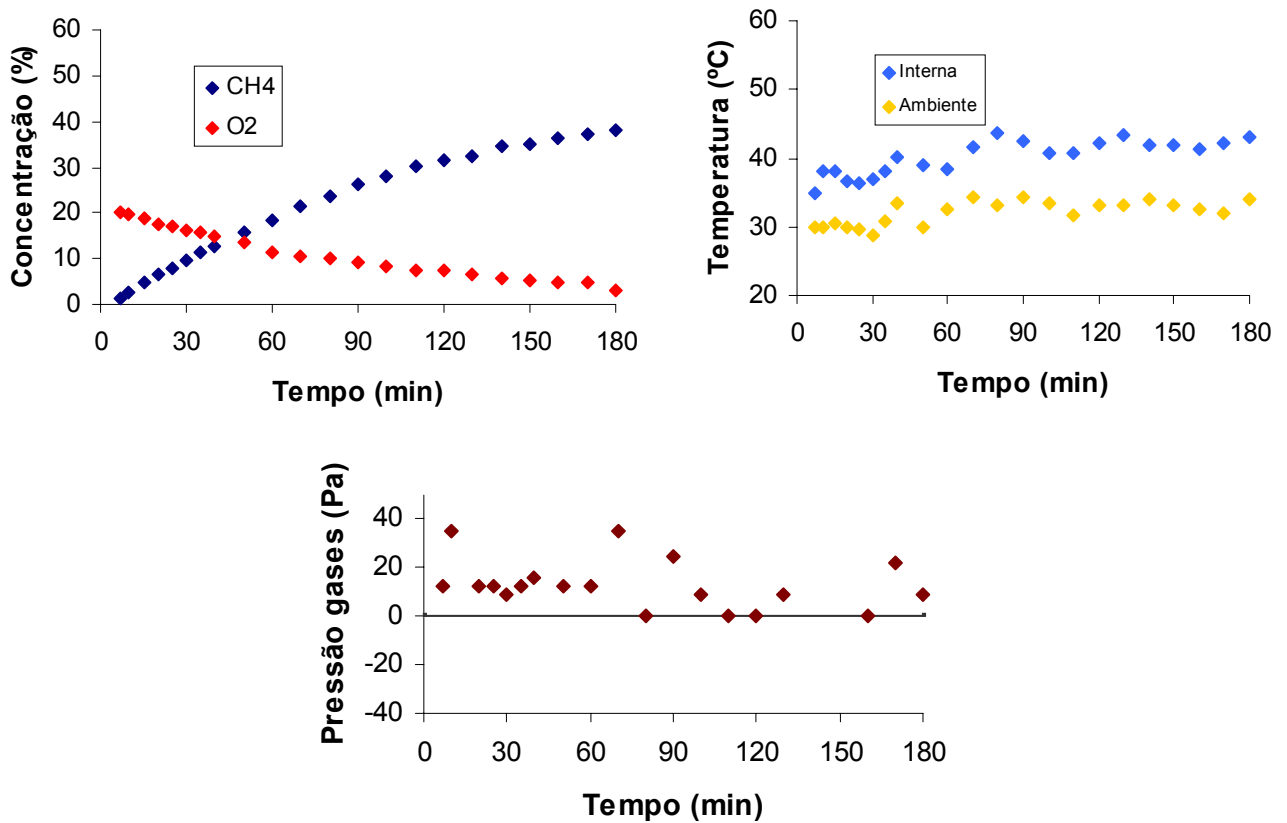 Concentração (%)
60
50
40
30
20
10
0
CH4
O2
0 30 60 90 120 150 180
Tempo (min)
Temperatura (ºC)
60
50
40
30
20
Interna
Ambiente
0 30 60 90 120 150 180
Tempo (min)
Pressão gases (Pa)
40
20
0
-20
-40
0 30 60 90 120 150 180
Tempo (min)